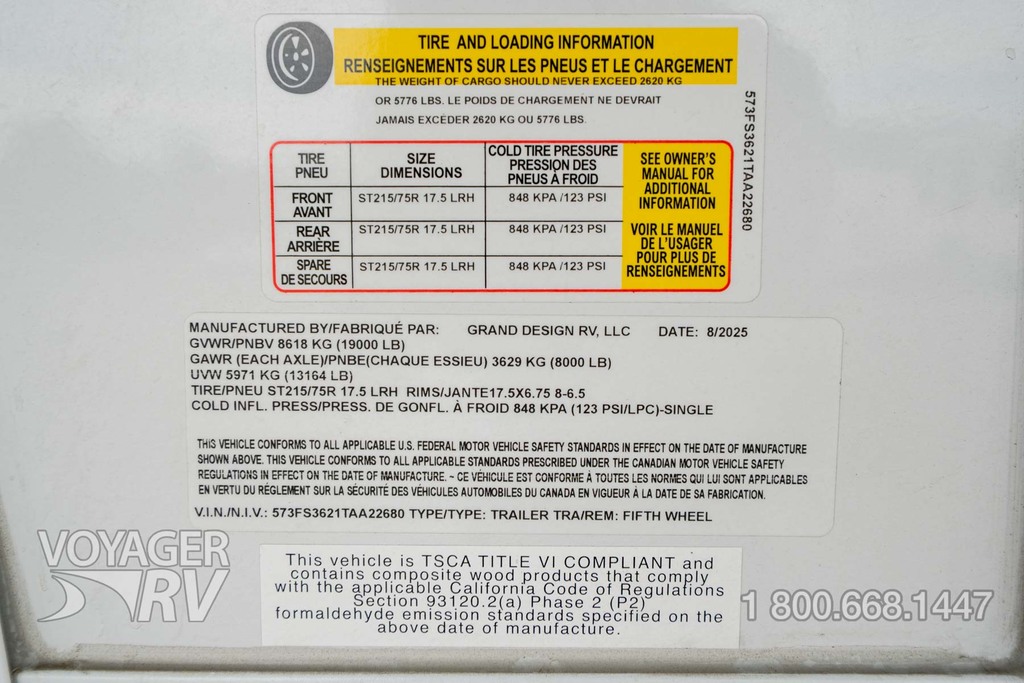 TIRE AND LOADING INFORMATION
RENSEIGNEMENTS SUR LES PNEUS ET LE CHARGEMENT
THE WEIGHT OF CARGO SHOULD NEVER EXCEED 2620 KG
OR 5776 LBS. LE POIDS DE CHARGEMENT NE DEVRAIT
JAMAIS EXCÉDER 2620 KG OU 5776 LBS.
573FS3621TAA22680
TIRE PNEU SIZE DIMENSIONS COLD TIRE PRESSURE PRESSION DES PNEUS À FROID
FRONT AVANT ST215/75R 17.5 LRH 848 KPA /123 PSI
REAR ARRIÈRE ST215/75R 17.5 LRH 848 KPA /123 PSI
SPARE DE SECOURS ST215/75R 17.5 LRH 848 KPA /123 PSI
SEE OWNER'S
MANUAL FOR
ADDITIONAL
INFORMATION
VOIR LE MANUEL
DE L'USAGER
POUR PLUS DE
RENSEIGNEMENTS
MANUFACTURED BY/FABRIQUÉ PAR: GRAND DESIGN RV, LLC DATE: 8/2025
GVWR/PNBV 8618 KG (19000 LB)
GAWR (EACH AXLE)/PNBE(CHAQUE ESSIEU) 3629 KG (8000 LB)
UVW 5971 KG (13164 LB)
TIRE/PNEU ST215/75R 17.5 LRH RIMS/JANTE17.5X6.75 8-6.5
COLD INFL. PRESS/PRESS. DE GONFL. À FROID 848 KPA (123 PSI/LPC)-SINGLE
THIS VEHICLE CONFORMS TO ALL APPLICABLE U.S. FEDERAL MOTOR VEHICLE SAFETY STANDARDS IN EFFECT ON THE DATE OF MANUFACTURE
SHOWN ABOVE. THIS VEHICLE CONFORMS TO ALL APPLICABLE STANDARDS PRESCRIBED UNDER THE CANADIAN MOTOR VEHICLE SAFETY
REGULATIONS IN EFFECT ON THE DATE OF MANUFACTURE. ~ CE VÉHICULE EST CONFORME À TOUTES LES NORMES QUI LUI SONT APPLICABLES
EN VERTU DU RÉGLEMENT SUR LA SÉCURITÉ DES VÉHICULES AUTOMOBILES DU CANADA EN VIGUEUR À LA DATE DE SA FABRICATION.
V.I.N./N.I.V.: 573FS3621TAA22680 TYPE/TYPE: TRAILER TRA/REM: FIFTH WHEEL
This vehicle is TSCA TITLE VI COMPLIANT and
contains composite wood products that comply
with the applicable California Code of Regulations
Section 93120.2(a) Phase 2 (P2)
formaldehyde emission standards specified on the
above date of manufacture.
VOYAGER
RV
1 800.668.1447